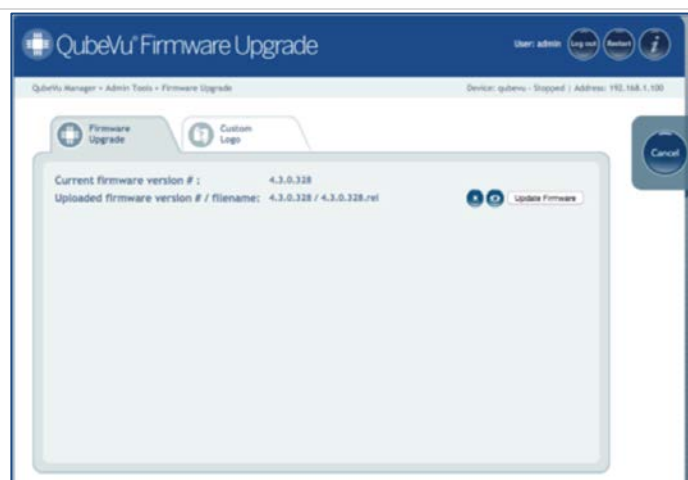 QubeVu® Firmware Upgrade
User: admin
Log out
Restart
i
QubeVu Manager • Admin Tools • Firmware Upgrade
Device: qubevu - Stopped | Address: 192.168.1.100
Firmware
Upgrade
Custom
Logo
Cancel
Current firmware version # : 4.3.0.328
Uploaded firmware version # / filename: 4.3.0.328 / 4.3.0.328.rel
Update Firmware